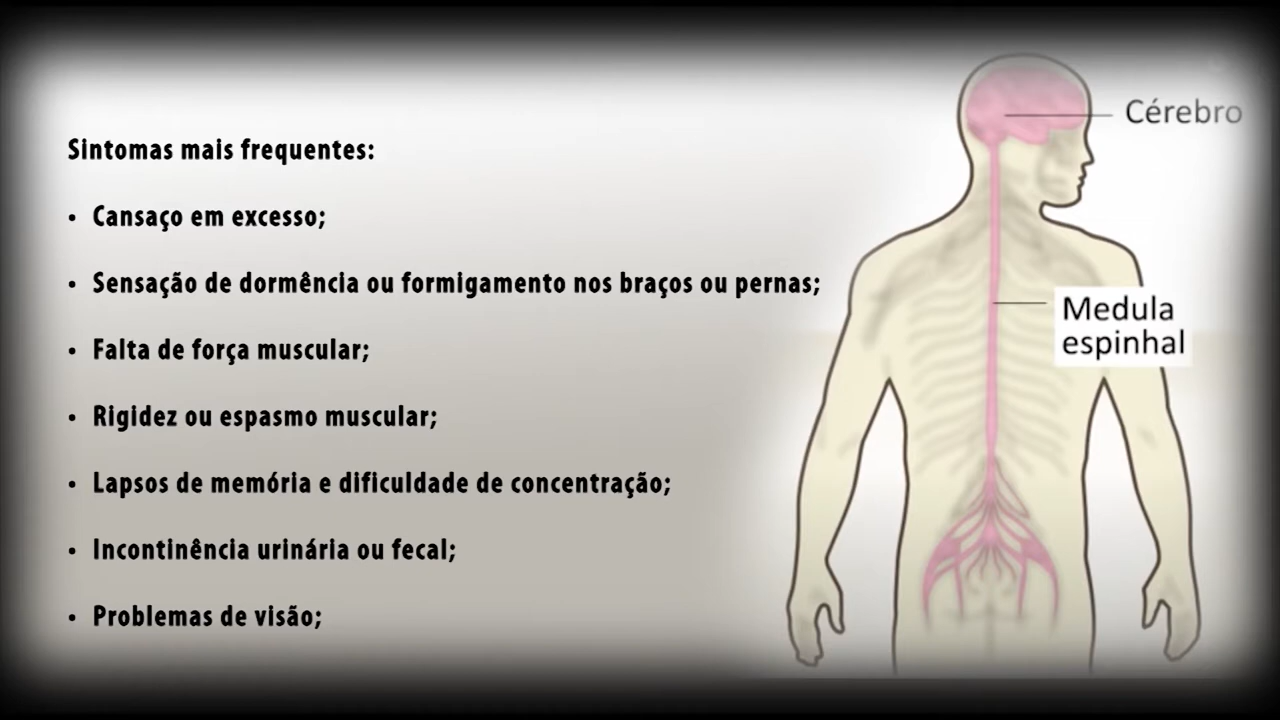 Sintomas mais frequentes:
• Cansaço em excesso;
• Sensação de dormência ou formigamento nos braços ou pernas;
• Falta de força muscular;
• Rigidez ou espasmo muscular;
• Lapsos de memória e dificuldade de concentração;
• Incontinência urinária ou fecal;
• Problemas de visão;
Cérebro
Medula
espinhal